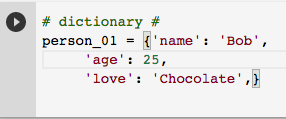 # dictionary #
person_01 = {'name': 'Bob',
'age': 25,
'love': 'Chocolate',}